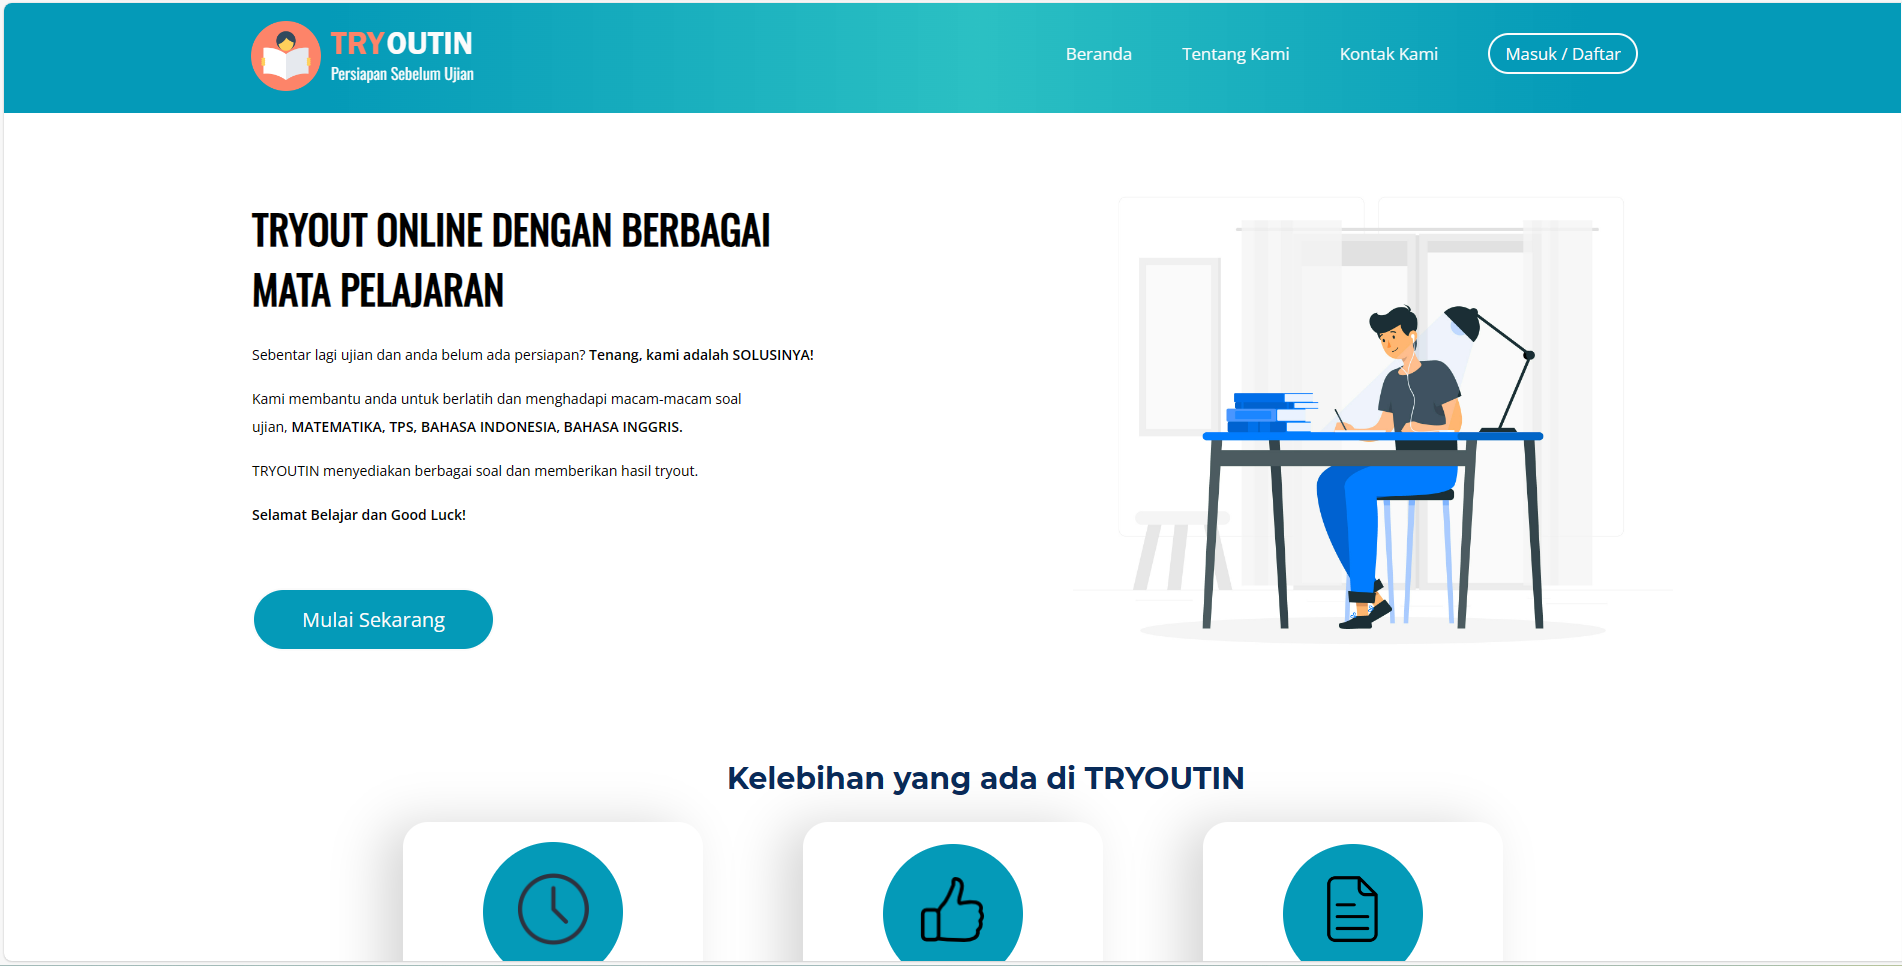 TRYOUTIN
Persiapan Sebelum Ujian
Beranda
Tentang Kami
Kontak Kami
Masuk / Daftar
TRYOUT ONLINE DENGAN BERBAGAI
MATA PELAJARAN
Sebentar lagi ujian dan anda belum ada persiapan? Tenang, kami adalah SOLUSINYA!
Kami membantu anda untuk berlatih dan menghadapi macam-macam soal
ujian, MATEMATIKA, TPS, BAHASA INDONESIA, BAHASA INGGRIS.
TRYOUTIN menyediakan berbagai soal dan memberikan hasil tryout.
Selamat Belajar dan Good Luck!
Mulai Sekarang
Kelebihan yang ada di TRYOUTIN